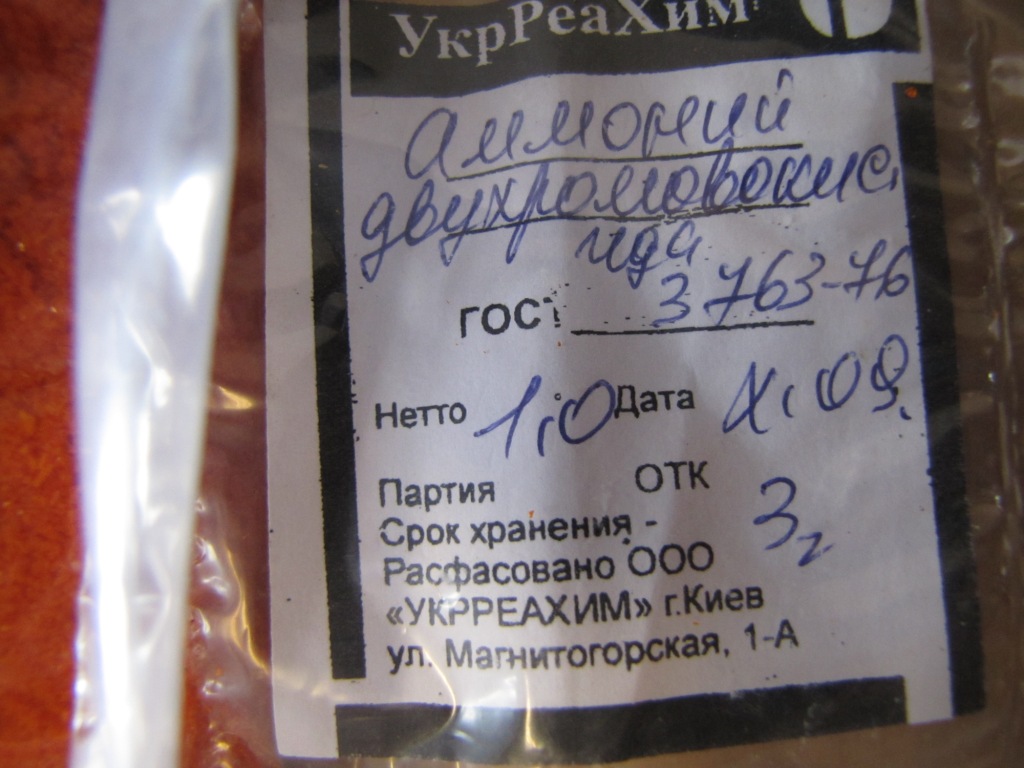 УкрРеаХим
Аммоний
двухромовокис.
чда
ГОСТ 3763-76
Нетто 1,0 Дата X. 09.
Партия ОТК
Срок хранения - 3г
Расфасовано ООО
«УКРРЕАХИМ» г.Киев
ул. Магнитогорская, 1-А